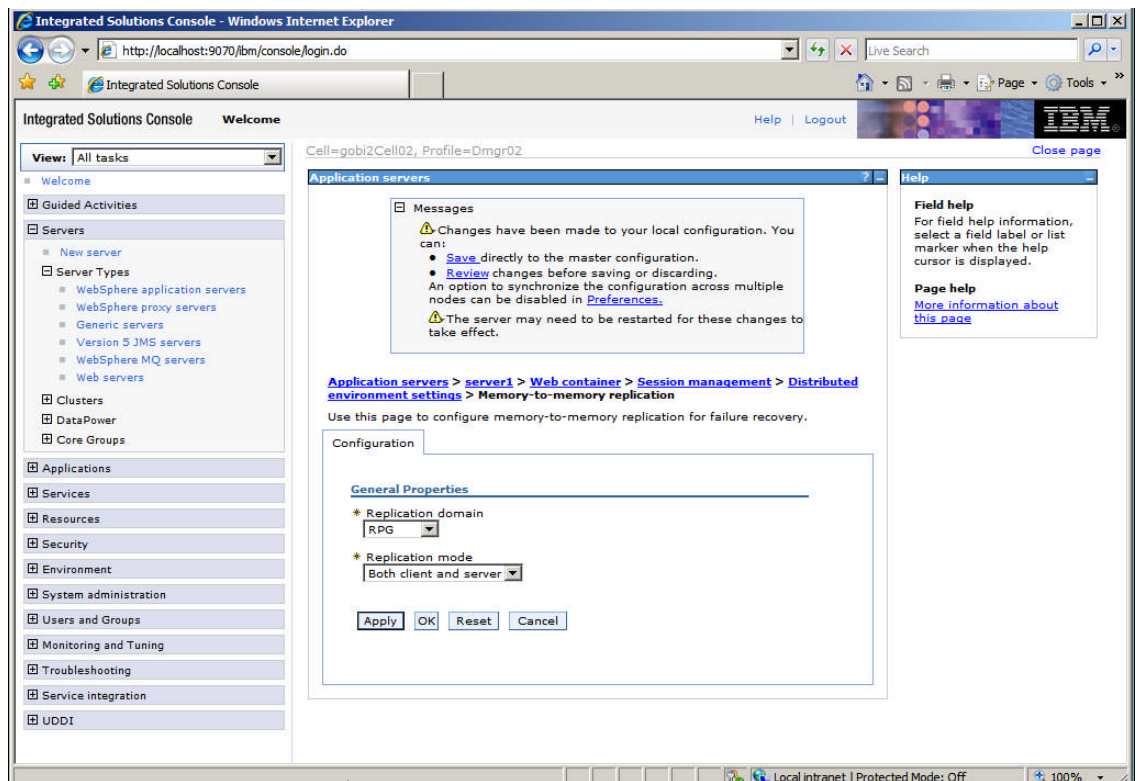 Integrated Solutions Console - Windows Internet Explorer
http://localhost:9070/ibm/console/login.do
Live Search
Integrated Solutions Console
Page
Tools
»
Integrated Solutions Console Welcome
Help | Logout
IBM®
View: All tasks
Welcome
Guided Activities
Servers
New server
Server Types
WebSphere application servers
WebSphere proxy servers
Generic servers
Version 5 JMS servers
WebSphere MQ servers
Web servers
Clusters
DataPower
Core Groups
Applications
Services
Resources
Security
Environment
System administration
Users and Groups
Monitoring and Tuning
Troubleshooting
Service integration
UDDI
Cell=gobi2Cell02, Profile=Dmgr02
Close page
Application servers
? –
Messages
Changes have been made to your local configuration. You
can:
• Save directly to the master configuration.
• Review changes before saving or discarding.
An option to synchronize the configuration across multiple
nodes can be disabled in Preferences.
The server may need to be restarted for these changes to
take effect.
Application servers > server1 > Web container > Session management > Distributed
environment settings > Memory-to-memory replication
Use this page to configure memory-to-memory replication for failure recovery.
Configuration
General Properties
* Replication domain
RPG
* Replication mode
Both client and server
Apply OK Reset Cancel
Help
–
Field help
For field help information,
select a field label or list
marker when the help
cursor is displayed.
Page help
More information about
this page
Local intranet | Protected Mode: Off
100%